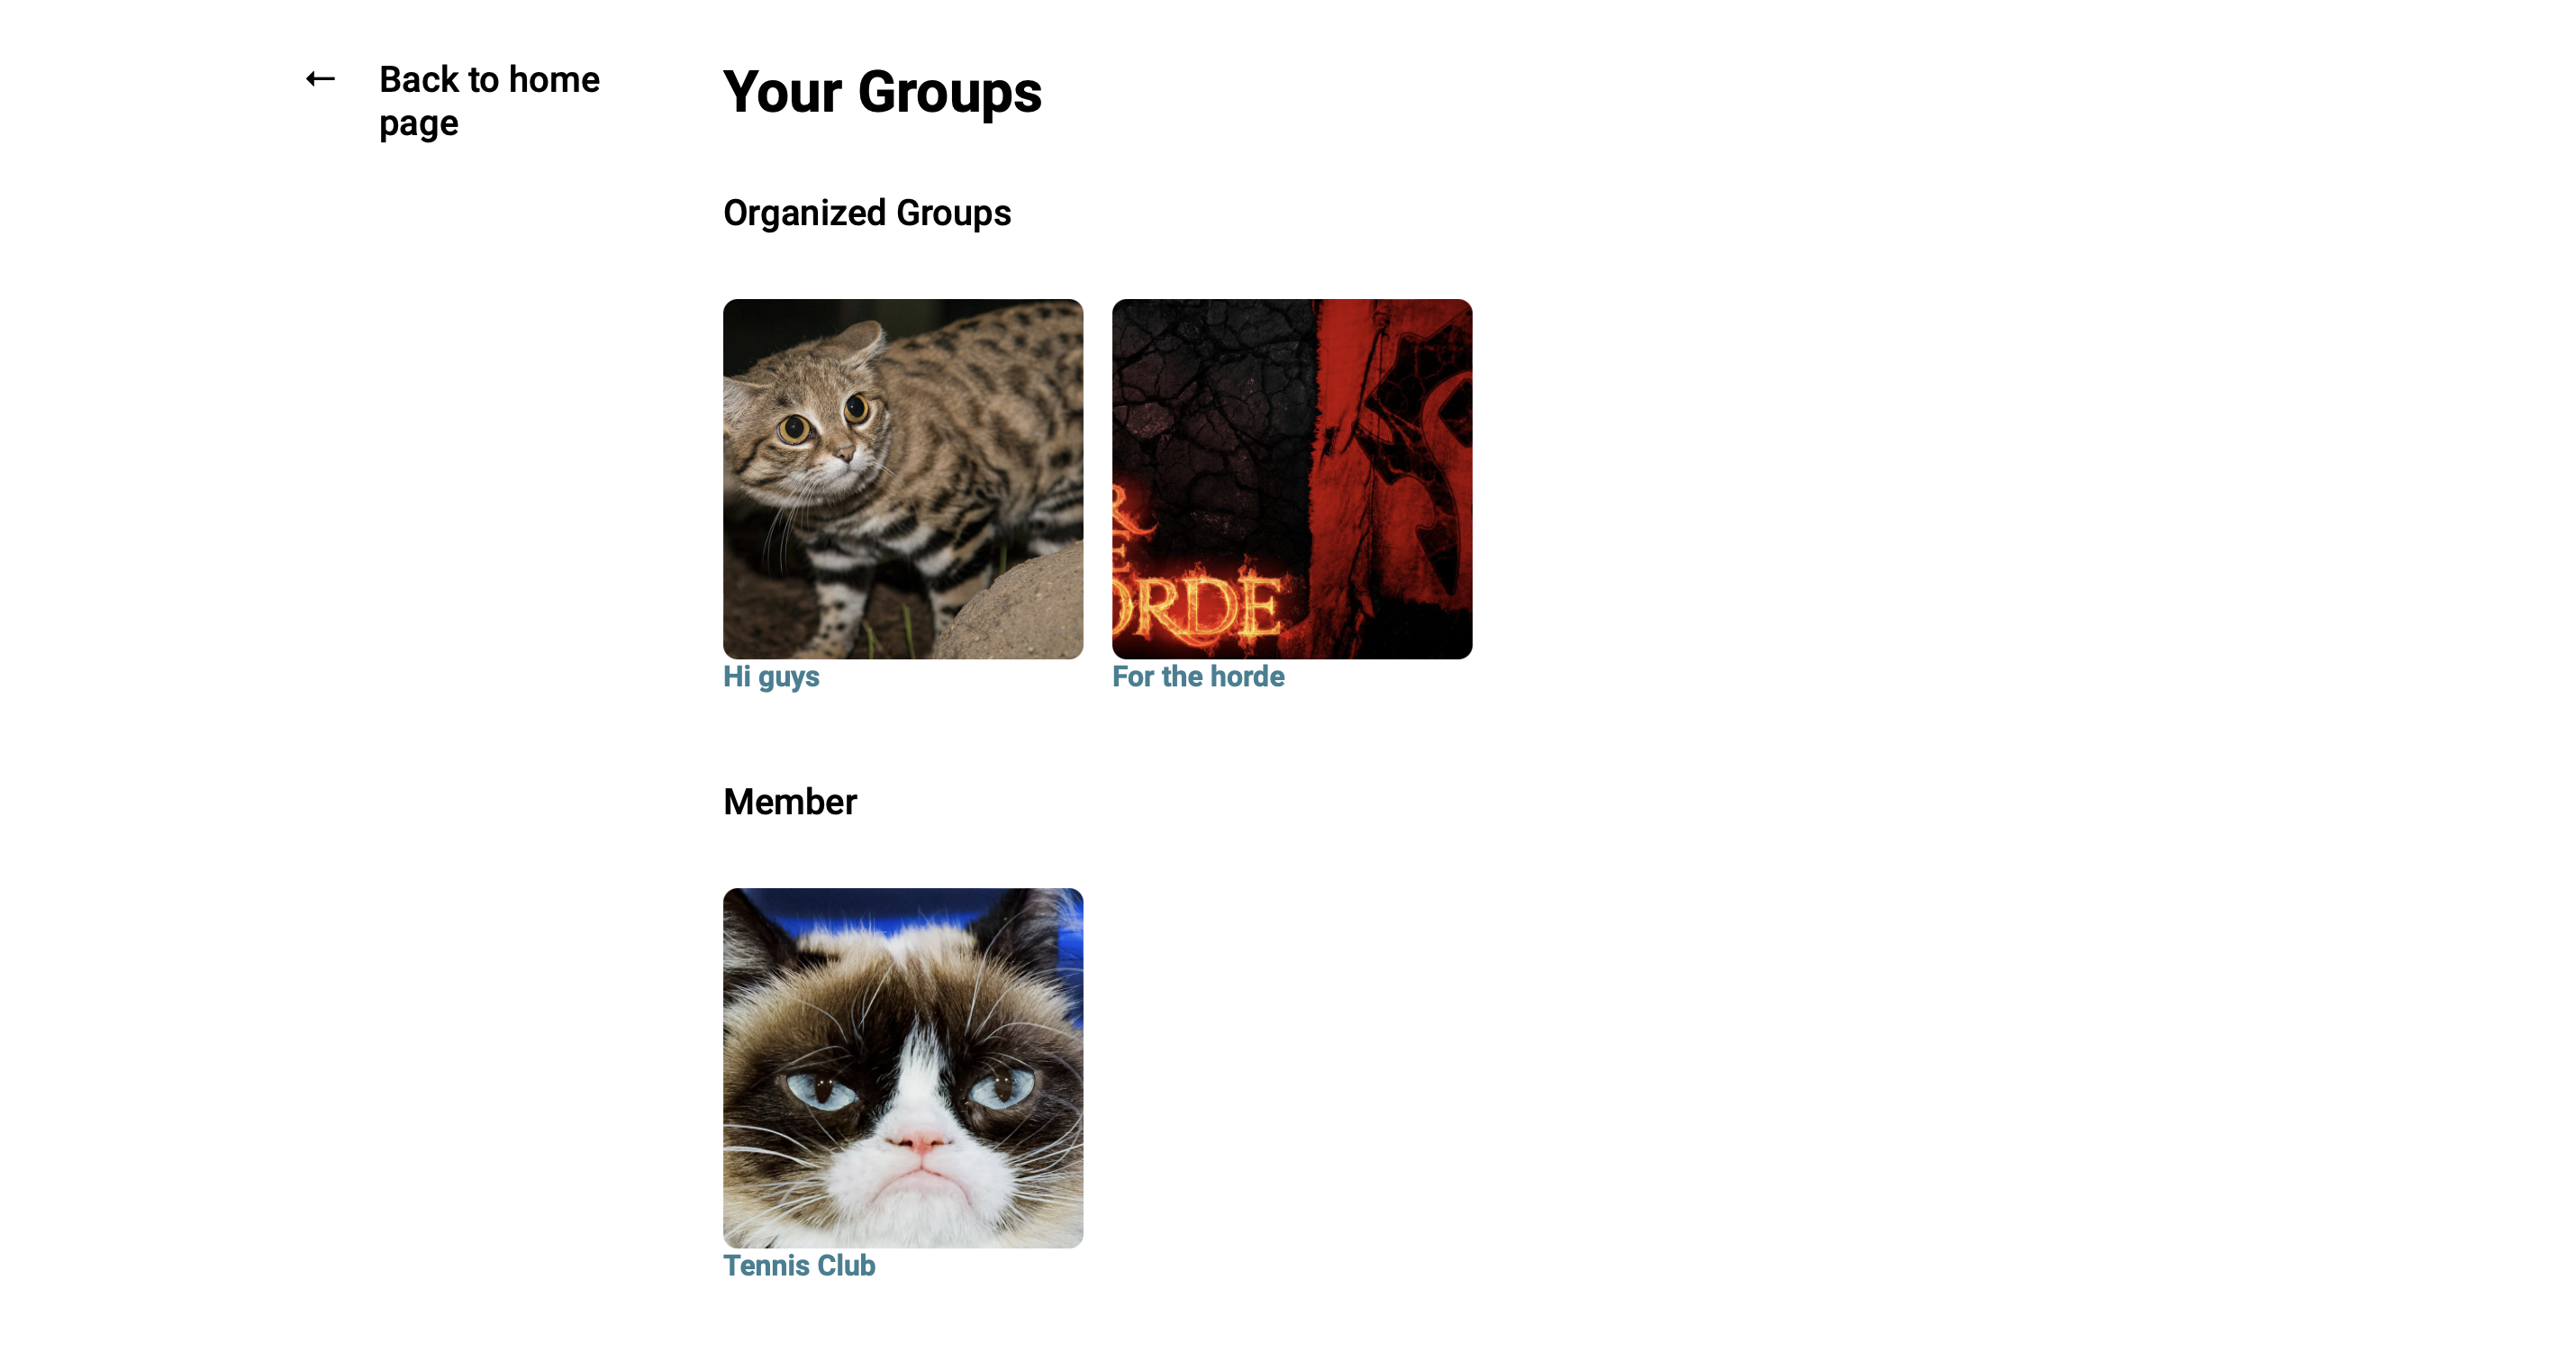 Back to home
page
Your Groups
Organized Groups
R
E
ORDE
Hi guys
For the horde
Member
Tennis Club